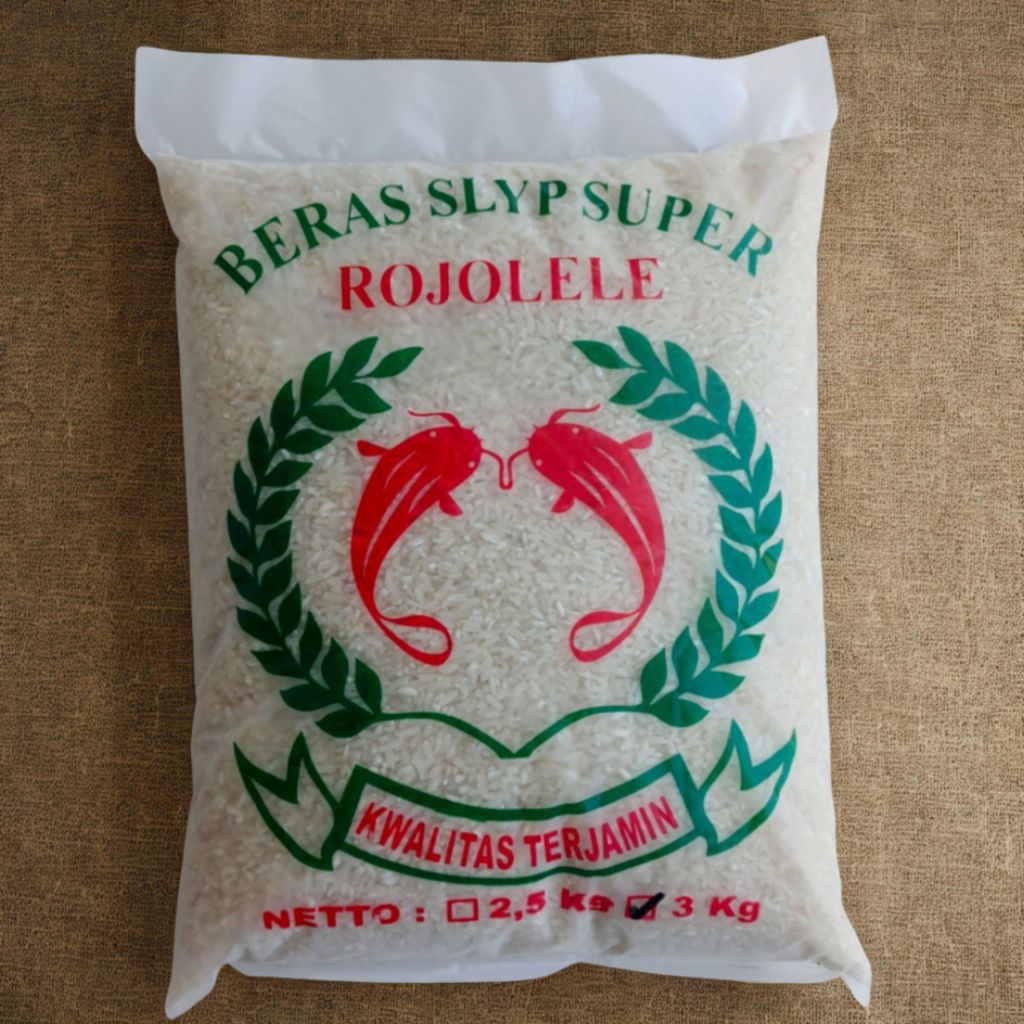 BERAS SLYP SUPER
ROJOLELE
KWALITAS TERJAMIN
NETTO : ☐ 2,5 Kg ☑ 3 Kg